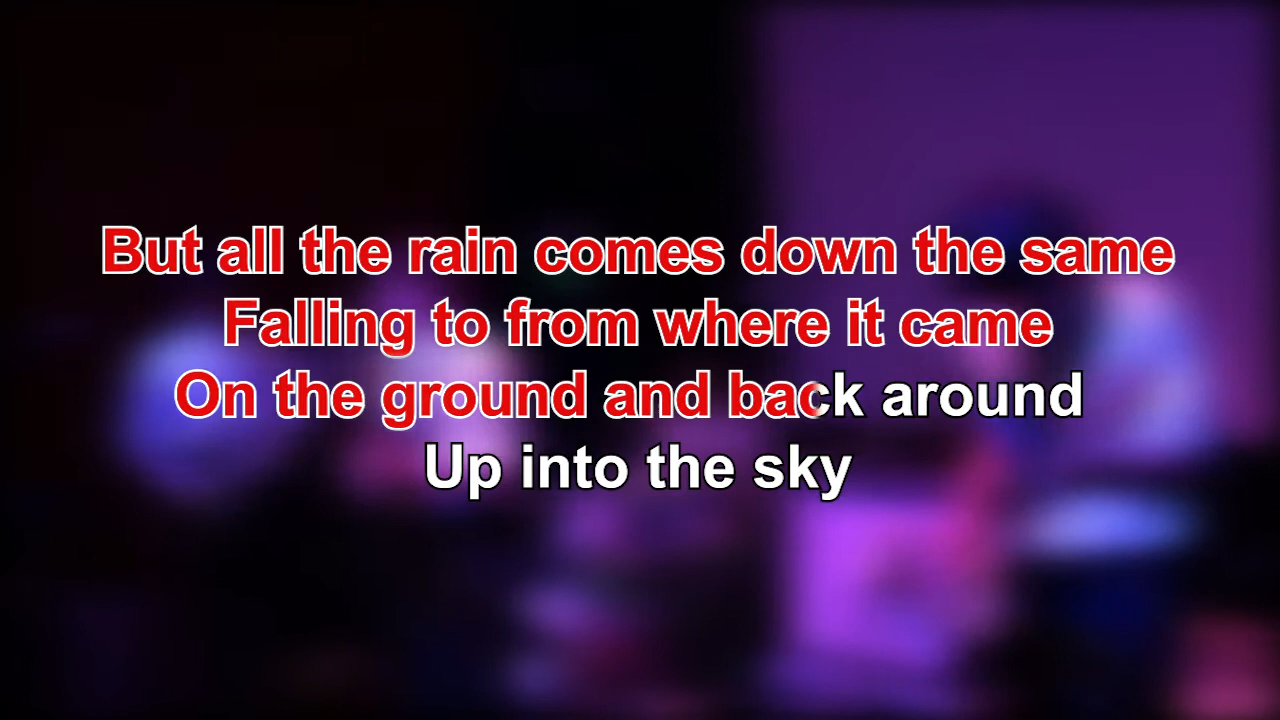 But all the rain comes down the same
Falling to from where it came
On the ground and back around
Up into the sky